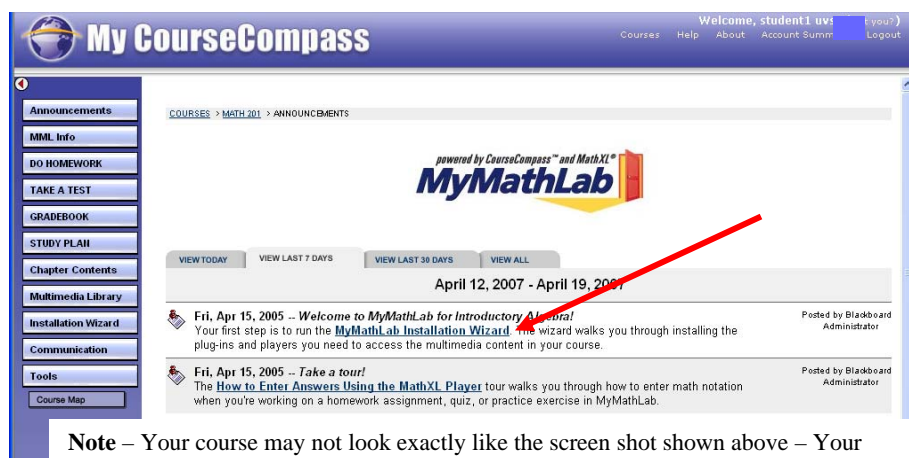 My CourseCompass
Welcome, student1 you?)
Courses Help About Account Logout
Announcements
MML Info
DO HOMEWORK
TAKE A TEST
GRADEBOOK
STUDY PLAN
Chapter Contents
Multimedia Library
Installation Wizard
Communication
Tools
Course Map
COURSES > MATH 201 > ANNOUNCEMENTS
powered by CourseCompass™ and MathXL®
MyMathLab
VIEW TODAY VIEW LAST 7 DAYS VIEW LAST 30 DAYS VIEW ALL
April 12, 2007 - April 19, 2007
Fri, Apr 15, 2005 -- Welcome to MyMathLab for Introductory Algebra!
Your first step is to run the MyMathLab Installation Wizard. The wizard walks you through installing the
plug-ins and players you need to access the multimedia content in your course.
Posted by Blackboard
Administrator
Fri, Apr 15, 2005 -- Take a tour!
The How to Enter Answers Using the MathXL Player tour walks you through how to enter math notation
when you're working on a homework assignment, quiz, or practice exercise in MyMathLab.
Posted by Blackboard
Administrator
Note – Your course may not look exactly like the screen shot shown above – Your